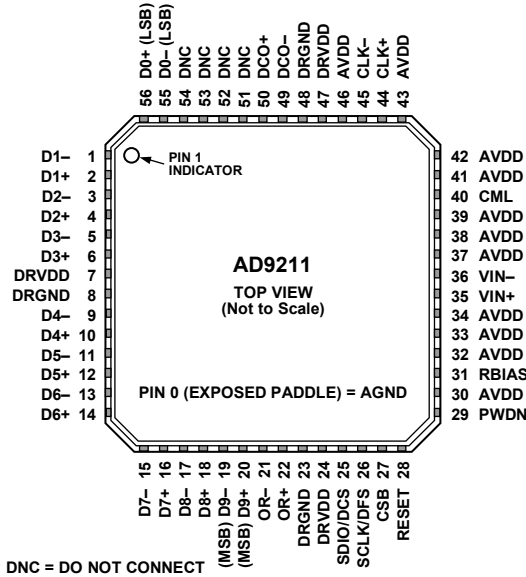 56 D0+ (LSB)
55 D0– (LSB)
54 DNC
53 DNC
52 DNC
51 DNC
50 DCO+
49 DCO–
48 DRGND
47 DRVDD
46 AVDD
45 CLK–
44 CLK+
43 AVDD
D1– 1
D1+ 2
D2– 3
D2+ 4
D3– 5
D3+ 6
DRVDD 7
DRGND 8
D4– 9
D4+ 10
D5– 11
D5+ 12
D6– 13
D6+ 14
PIN 1
INDICATOR
AD9211
TOP VIEW
(Not to Scale)
PIN 0 (EXPOSED PADDLE) = AGND
42 AVDD
41 AVDD
40 CML
39 AVDD
38 AVDD
37 AVDD
36 VIN–
35 VIN+
34 AVDD
33 AVDD
32 AVDD
31 RBIAS
30 AVDD
29 PWDN
D7– 15
D7+ 16
D8– 17
D8+ 18
(MSB) D9– 19
(MSB) D9+ 20
OR– 21
OR+ 22
DRGND 23
DRVDD 24
SDIO/DCS 25
SCLK/DFS 26
CSB 27
RESET 28
DNC = DO NOT CONNECT